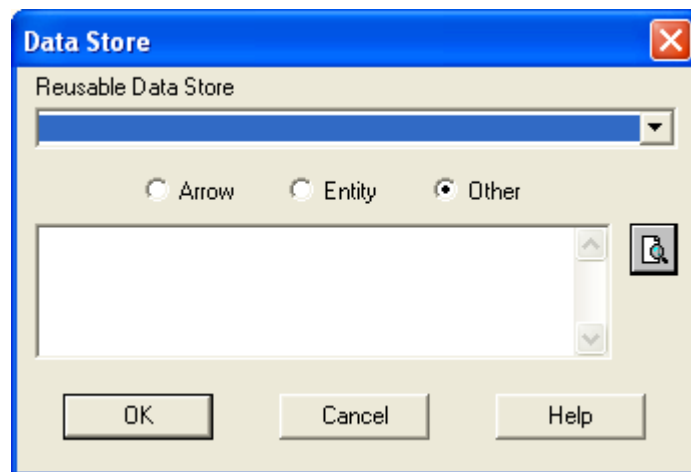 Data Store
Reusable Data Store
Arrow Entity Other
OK Cancel Help